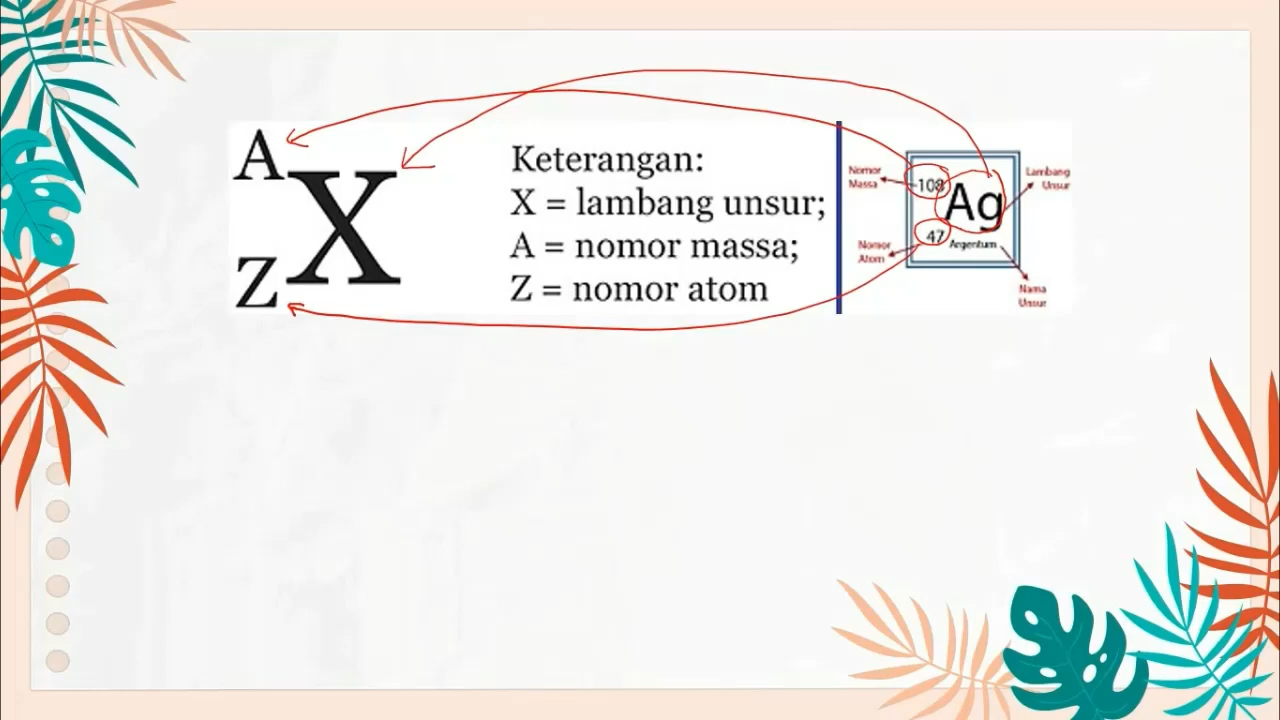 A
X
Z
Keterangan:
X = lambang unsur;
A = nomor massa;
Z = nomor atom
Nomor
Massa
108
Ag
47
Argentum
Lambang
Unsur
Nomor
Atom
Nama
Unsur